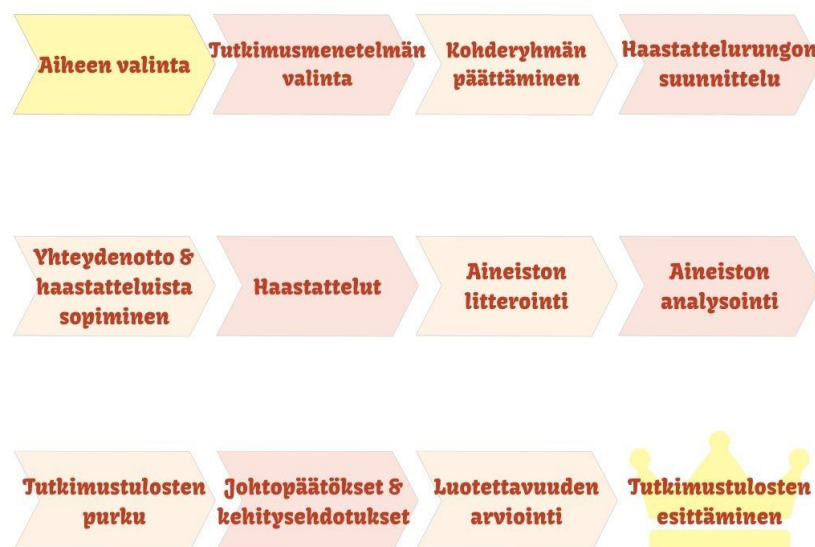 Aiheen valinta
Tutkimusmenetelmän
valinta
Kohderyhmän
päättäminen
Haastattelurungon
suunnittelu
Yhteydenotto &
haastatteluista
sopiminen
Haastattelut
Aineiston
litterointi
Aineiston
analysointi
Tutkimustulosten
purku
Johtopäätökset &
kehitysehdotukset
Luotettavuuden
arviointi
Tutkimustulosten
esittäminen